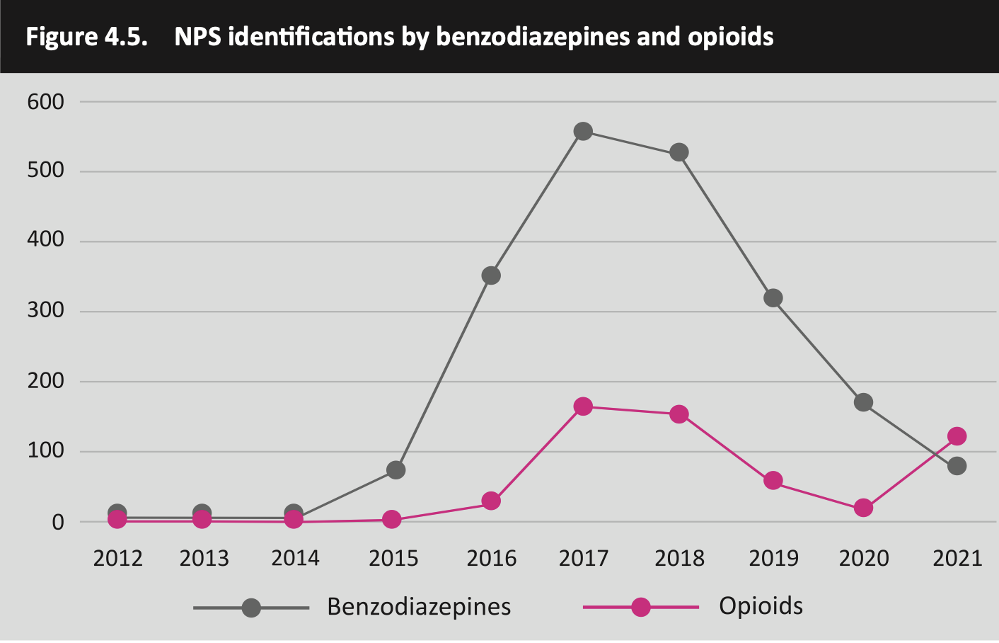 Figure 4.5. NPS identifications by benzodiazepines and opioids
600
500
400
300
200
100
0
2012 2013 2014 2015 2016 2017 2018 2019 2020 2021
Benzodiazepines Opioids